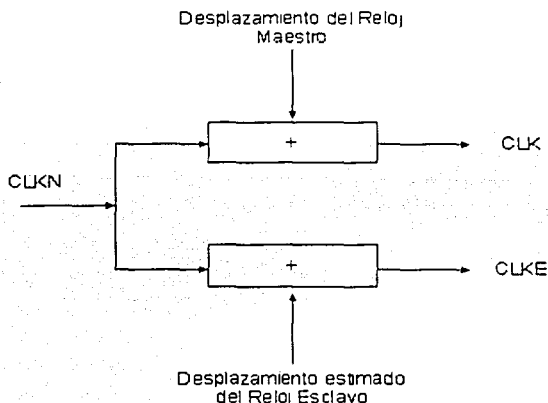 Desplazamiento del Reloj
Maestro
+
CLK
CLKN
+
CLKE
Desplazamiento estimado
del Reloj Esclavo